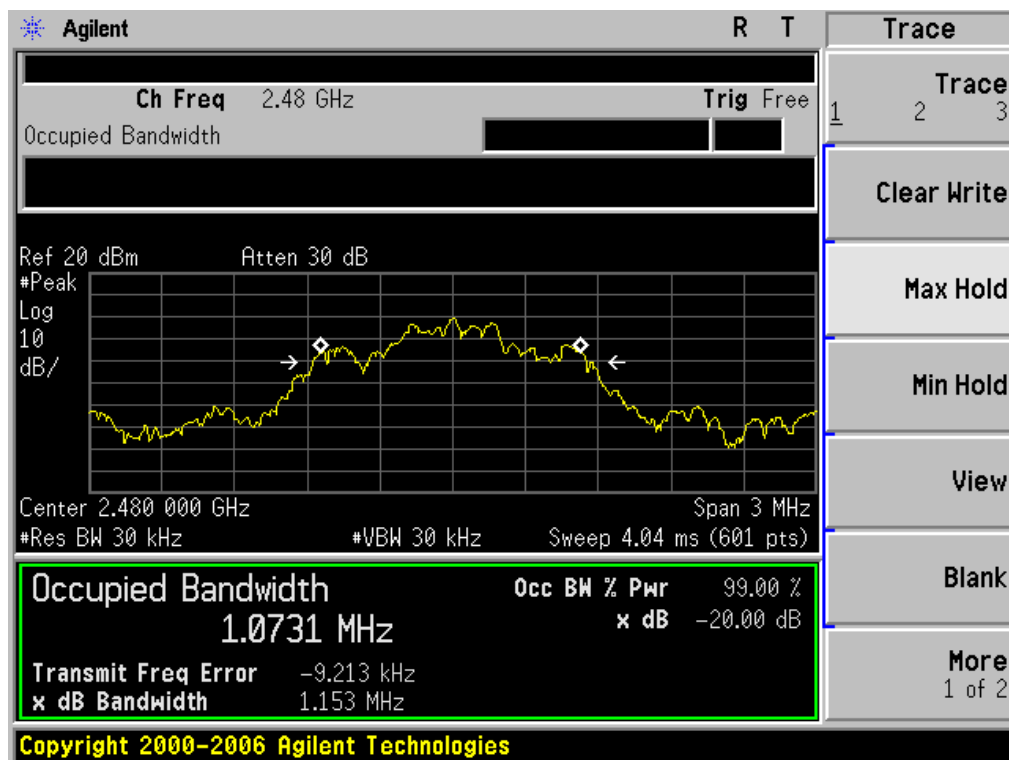 Agilent R T
Ch Freq 2.48 GHz Trig Free
Occupied Bandwidth
Ref 20 dBm Atten 30 dB
#Peak
Log
10
dB/
Center 2.480 000 GHz Span 3 MHz
#Res BW 30 kHz #VBW 30 kHz Sweep 4.04 ms (601 pts)
Occupied Bandwidth Occ BW % Pwr 99.00 %
1.0731 MHz x dB -20.00 dB
Transmit Freq Error -9.213 kHz
x dB Bandwidth 1.153 MHz
Copyright 2000-2006 Agilent Technologies
Trace
Trace
1 2 3
Clear Write
Max Hold
Min Hold
View
Blank
More
1 of 2